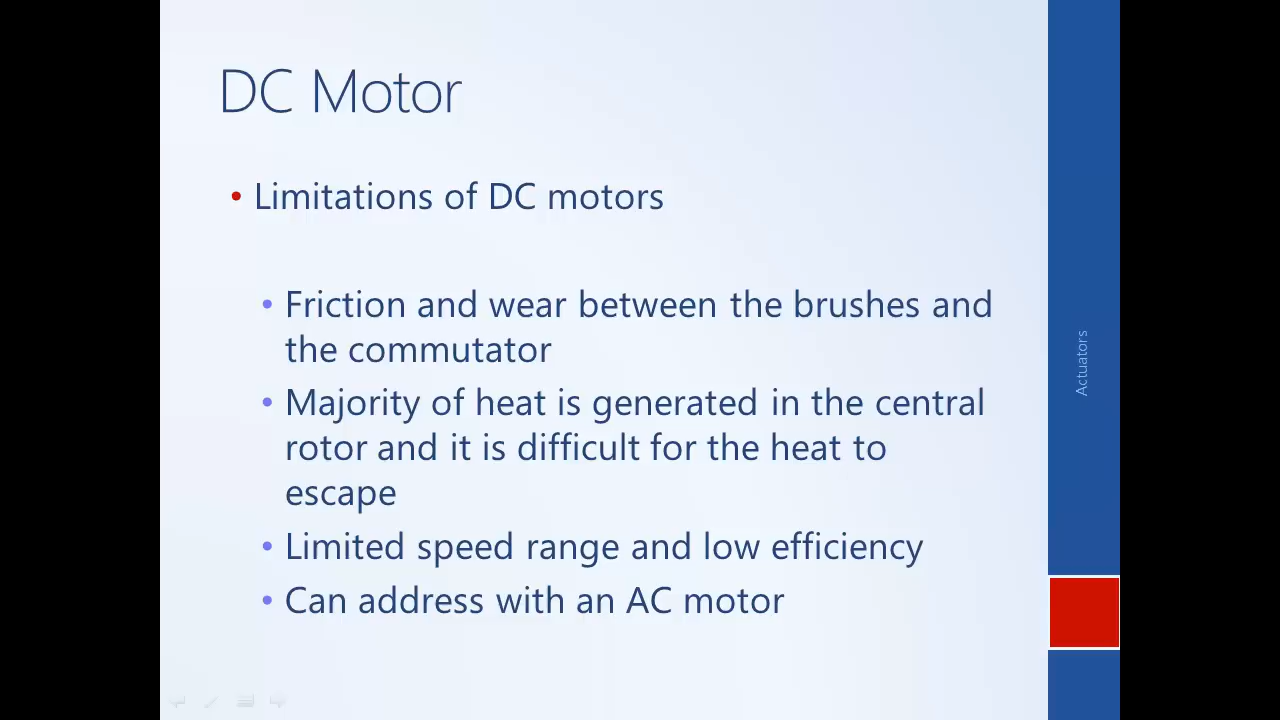 DC Motor
• Limitations of DC motors
• Friction and wear between the brushes and
the commutator
• Majority of heat is generated in the central
rotor and it is difficult for the heat to
escape
• Limited speed range and low efficiency
• Can address with an AC motor
Actuators